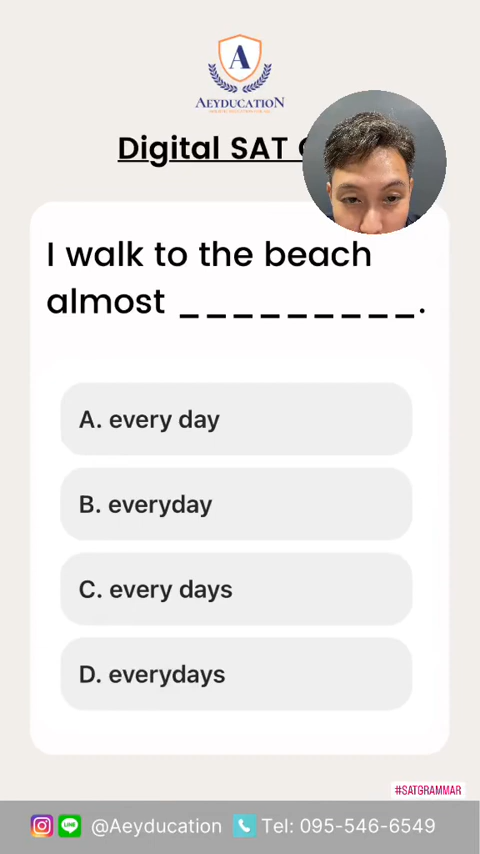 A
AEYDUCATION
Digital SAT
I walk to the beach
almost _ _ _ _ _ _ _ _ _.
A. every day
B. everyday
C. every days
D. everydays
#SATGRAMMAR
LINE
@Aeyducation Tel: 095-546-6549